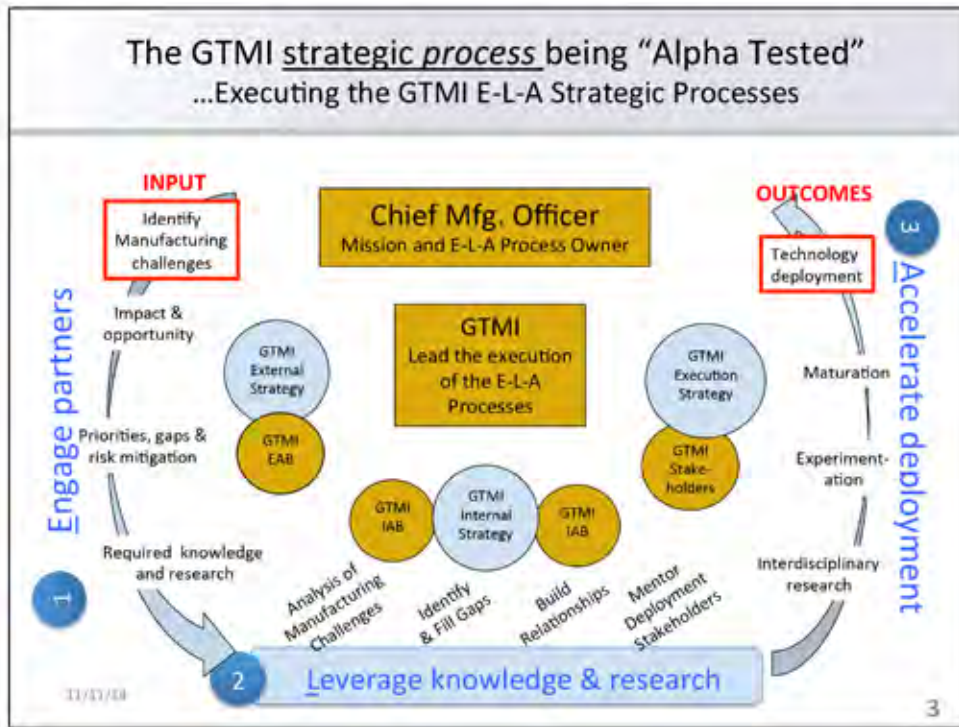 The GTMI strategic process being “Alpha Tested”
...Executing the GTMI E-L-A Strategic Processes
INPUT
Identify
Manufacturing
challenges
Impact &
opportunity
Priorities, gaps &
risk mitigation
Required knowledge
and research
Engage partners
1
Chief Mfg. Officer
Mission and E-L-A Process Owner
GTMI
Lead the execution
of the E-L-A
Processes
GTMI
External
Strategy
GTMI
EAB
GTMI
IAB
GTMI
Internal
Strategy
GTMI
IAB
GTMI
Execution
Strategy
GTMI
Stake-
holders
Analysis of
Manufacturing
Challenges
Identify
& Fill Gaps
Build
Relationships
Mentor
Deployment
Stakeholders
2
Leverage knowledge & research
OUTCOMES
Technology
deployment
Maturation
Experiment-
ation
Interdisciplinary
research
3
Accelerate deployment
3